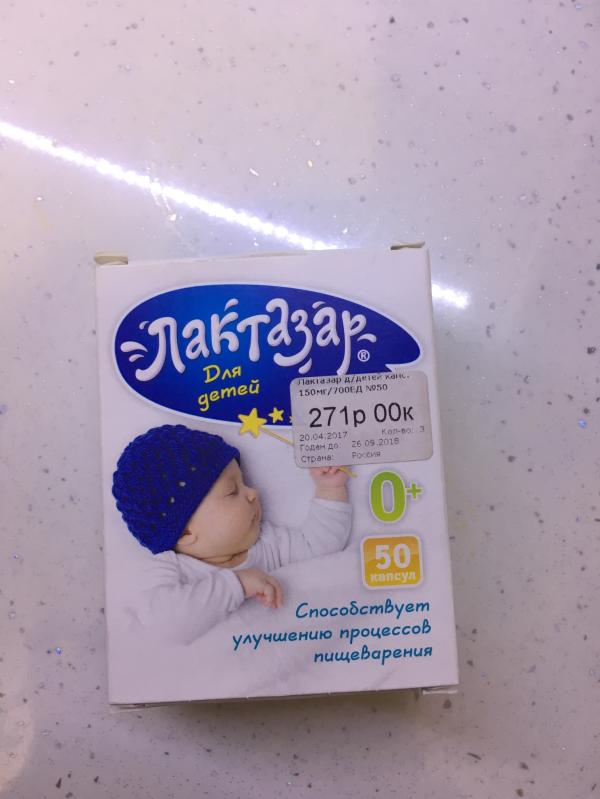 Лактазар®
Для
детей
Лактазар д/детей капс.
150мг/700ЕД №50
271р 00к
20.04.2017 Кол-во: 3
Годен до: 26.09.2018
Страна: Россия
0+
50
капсул
Способствует
улучшению процессов
пищеварения